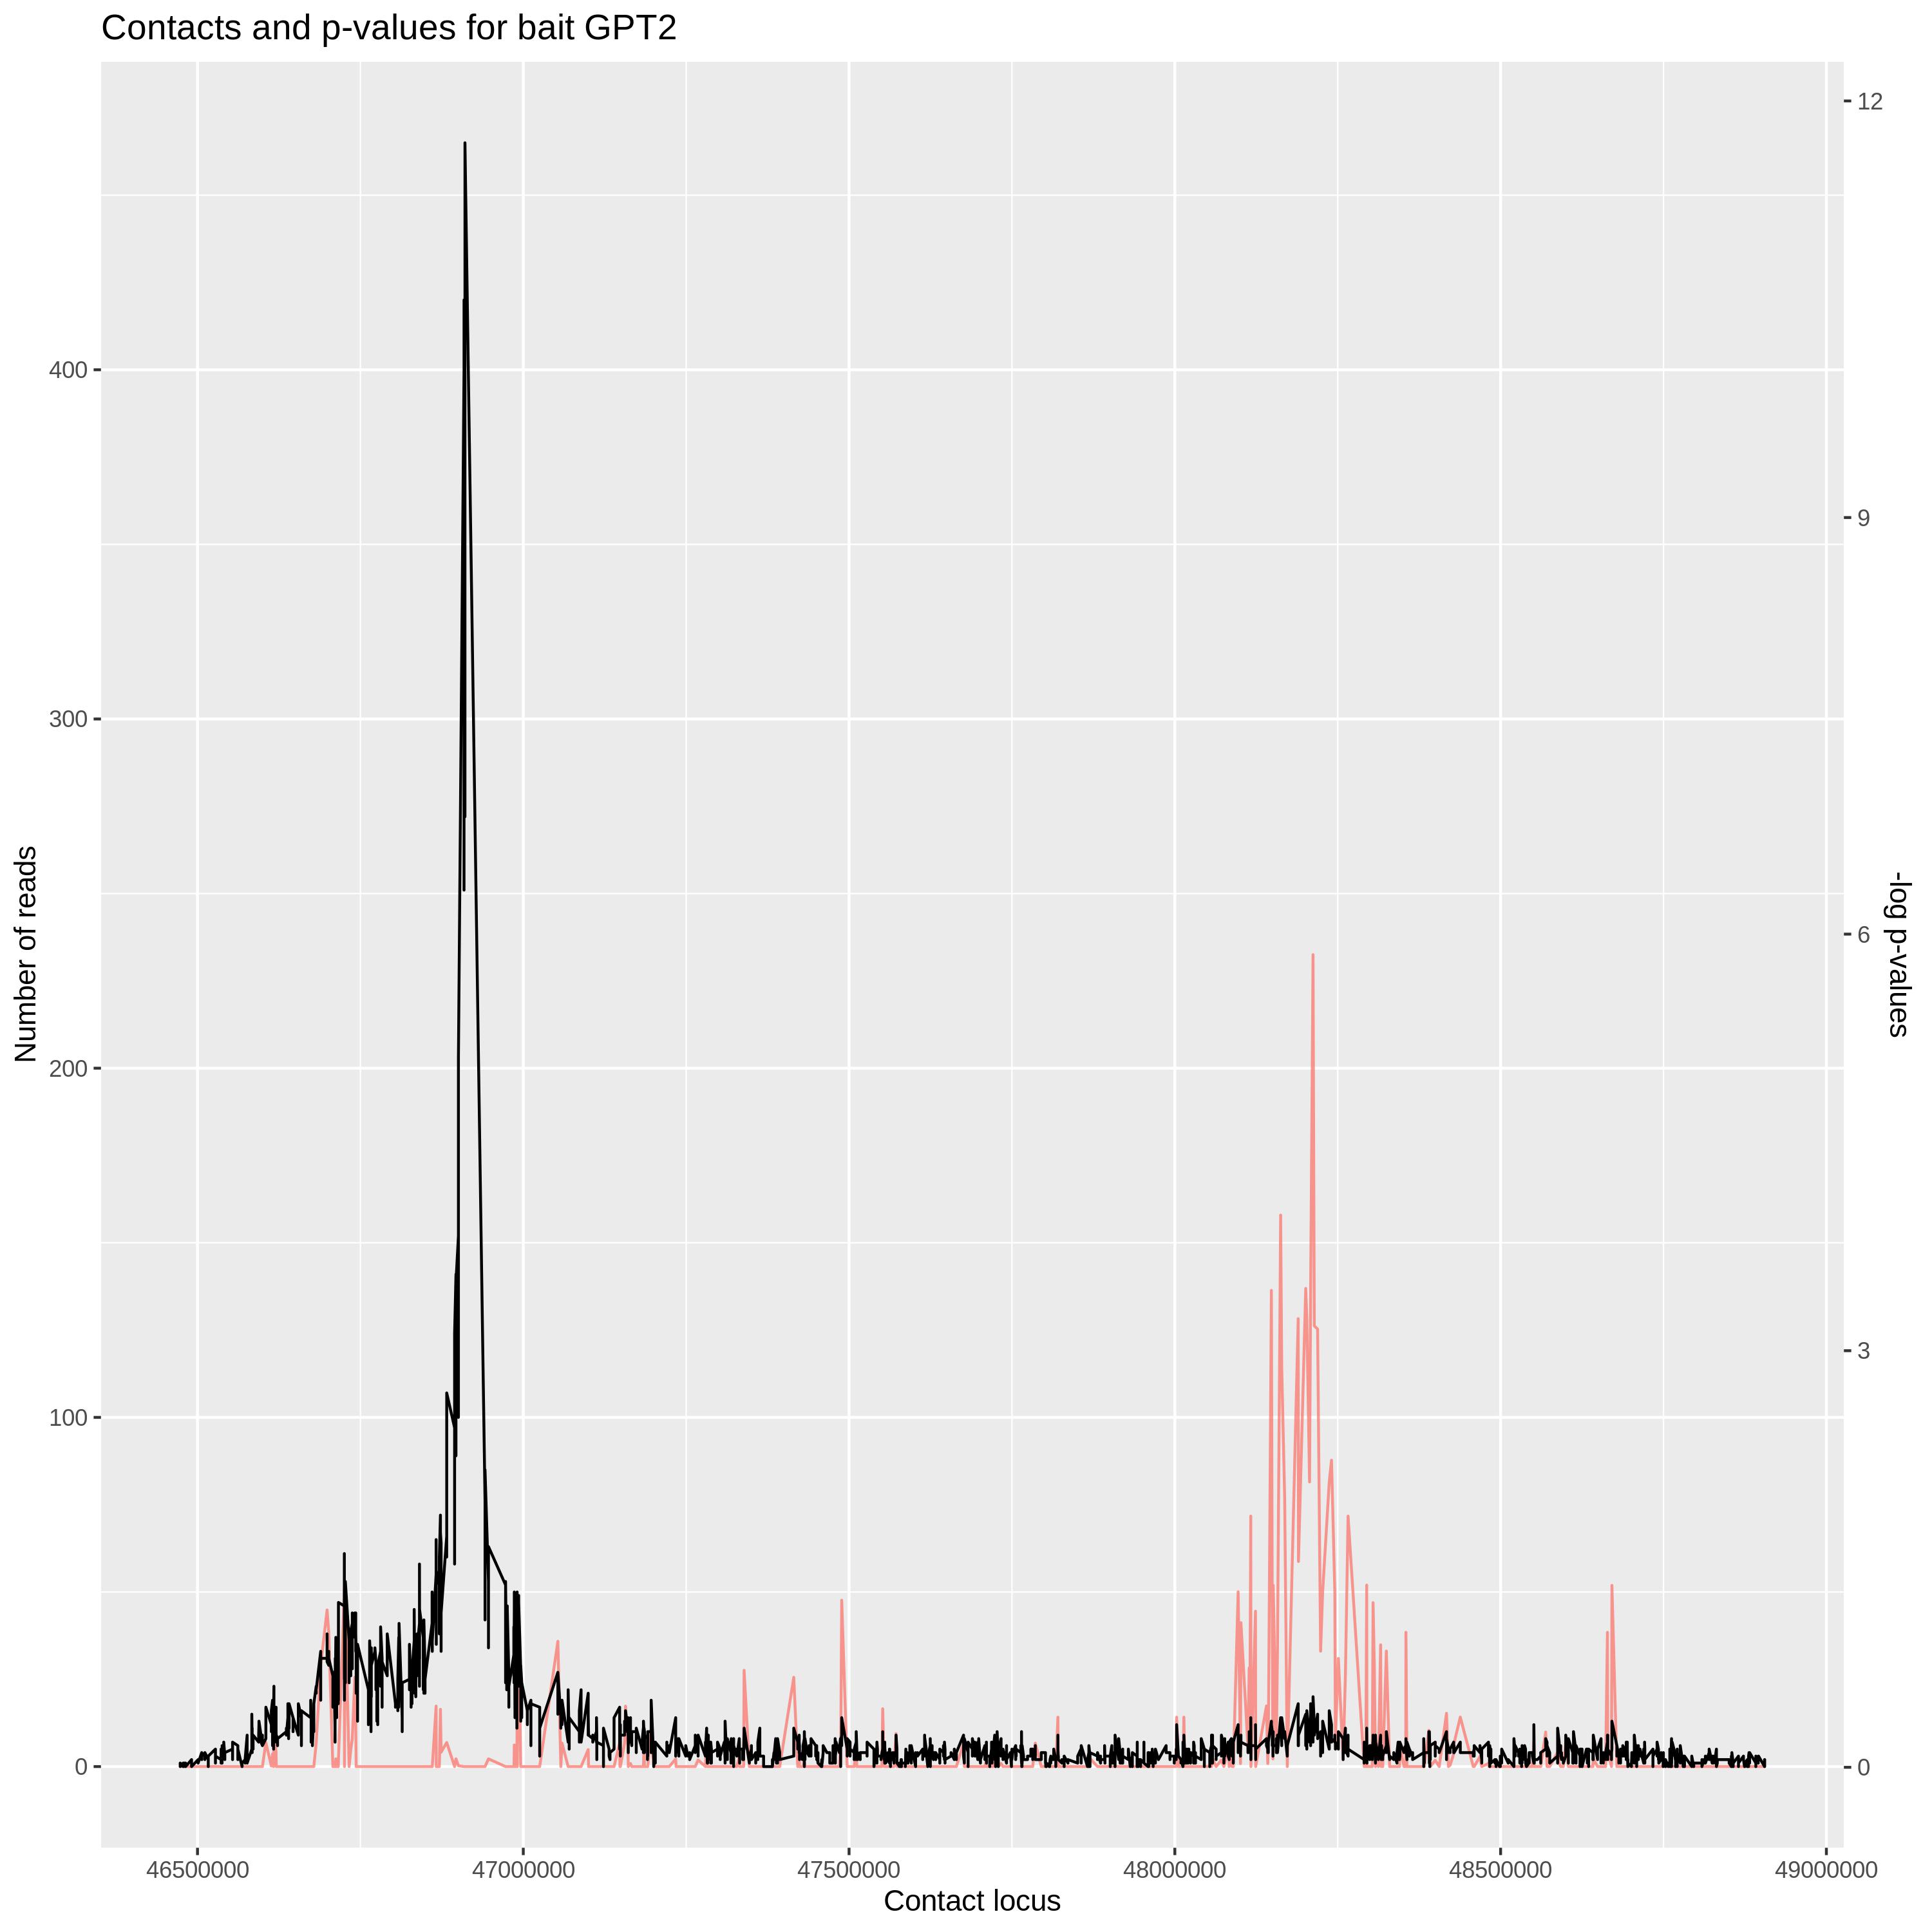 Contacts and p-values for bait GPT2
12
9
6
3
0
400
300
200
100
0
Number of reads
-log p-values
46500000 47000000 47500000 48000000 48500000 49000000
Contact locus